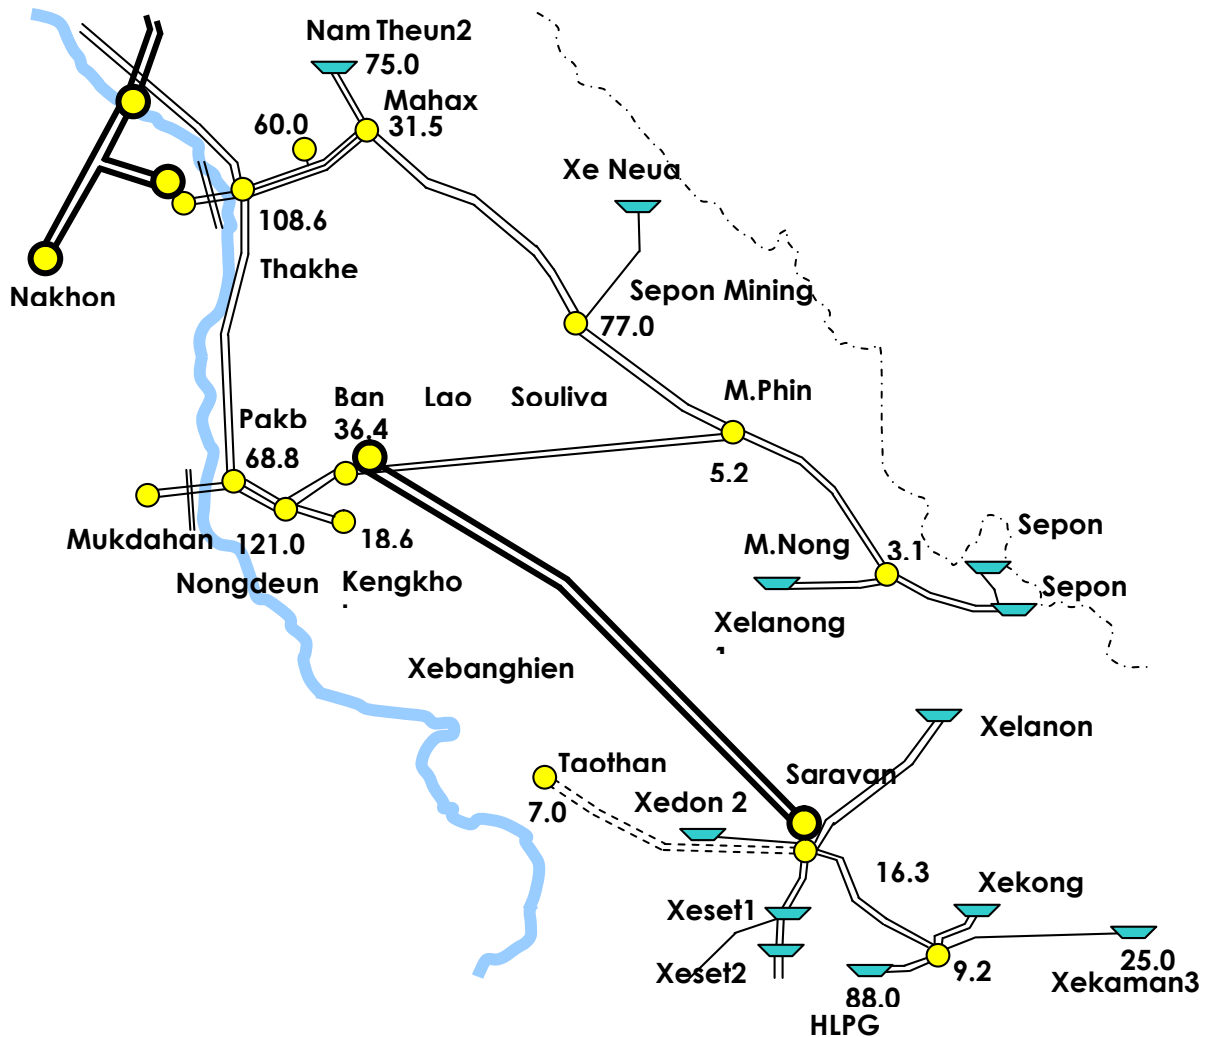 Nam Theun2
75.0
Mahax
31.5
60.0
Xe Neua
108.6
Thakhe
Nakhon
Sepon Mining
77.0
M.Phin
5.2
Ban Lao Souliva
36.4
Pakb
68.8
Mukdahan
121.0
18.6
Nongdeun
Kengkho
Sepon
M.Nong
3.1
Sepon
Xelanong
1
Xebanghien
Xelanon
Taothan
7.0
Saravan
Xedon 2
16.3
Xekong
Xeset1
Xeset2
9.2
25.0
Xekaman3
88.0
HLPG